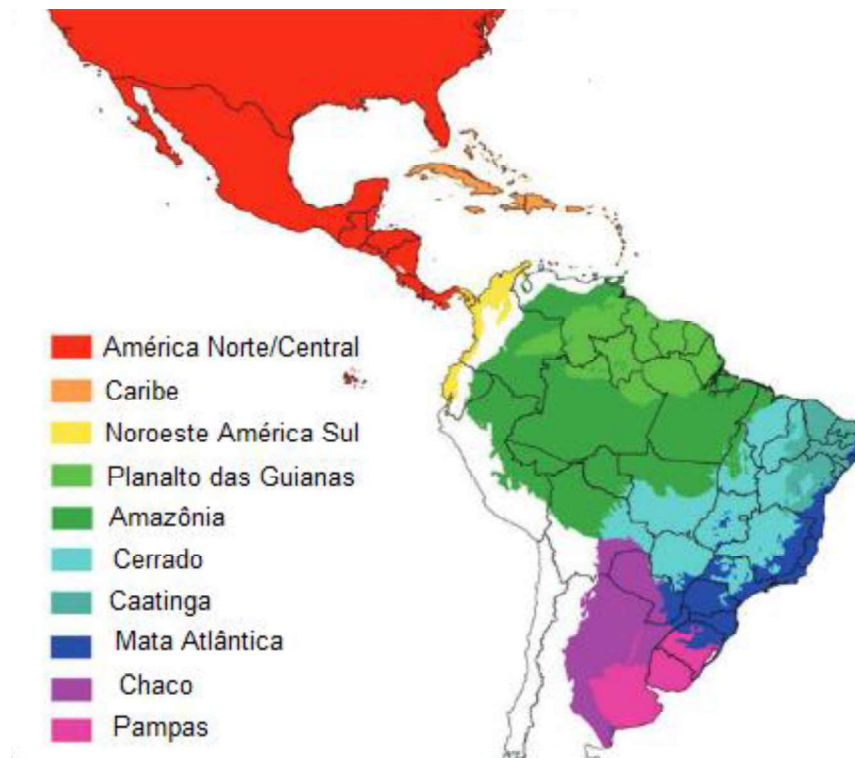 América Norte/Central
Caribe
Noroeste América Sul
Planalto das Guianas
Amazônia
Cerrado
Caatinga
Mata Atlântica
Chaco
Pampas